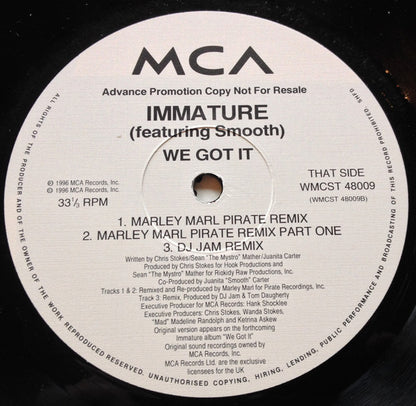 MCA
Advance Promotion Copy Not For Resale
IMMATURE
(featuring Smooth)
WE GOT IT
THAT SIDE
WMCST 48009
(WMCST 48009B)
℗ 1996 MCA Records, Inc.
© 1996 MCA Records, Inc.
33⅓ RPM
1. MARLEY MARL PIRATE REMIX
2. MARLEY MARL PIRATE REMIX PART ONE
3. DJ JAM REMIX
Written by Chris Stokes/Sean "The Mystro" Mather/Juanita Carter
Produced by Chris Stokes for Hook Productions and
Sean "The Mystro" Mather for Riskidy Raw Productions, Inc.
Co-Produced by Juanita "Smooth" Carter
Tracks 1 & 2: Remixed and Re-produced by Marley Marl for Pirate Recordings, Inc.
Track 3: Remix, Produced by DJ Jam & Tom Daugherty
Executive Producer for MCA Records: Hank Shocklee
Executive Producers: Chris Stokes, Wanda Stokes,
"Mad" Madeline Randolph and Kerima Askew
Original version appears on the forthcoming
Immature album "We Got It"
Original sound recordings owned by
MCA Records, Inc.
MCA Records Ltd. are the exclusive
licensees for the UK
ALL RIGHTS OF THE PRODUCER AND OF THE OWNER OF THE WORK REPRODUCED RESERVED. UNAUTHORISED COPYING, HIRING, LENDING, PUBLIC PERFORMANCE AND BROADCASTING OF THIS RECORD PROHIBITED. SHFD